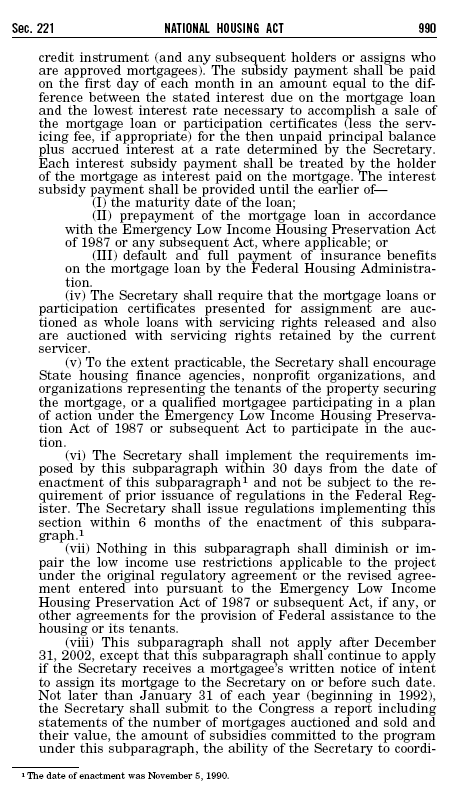 Sec. 221 NATIONAL HOUSING ACT 990
credit instrument (and any subsequent holders or assigns who
are approved mortgagees). The subsidy payment shall be paid
on the first day of each month in an amount equal to the dif-
ference between the stated interest due on the mortgage loan
and the lowest interest rate necessary to accomplish a sale of
the mortgage loan or participation certificates (less the serv-
icing fee, if appropriate) for the then unpaid principal balance
plus accrued interest at a rate determined by the Secretary.
Each interest subsidy payment shall be treated by the holder
of the mortgage as interest paid on the mortgage. The interest
subsidy payment shall be provided until the earlier of—
(I) the maturity date of the loan;
(II) prepayment of the mortgage loan in accordance
with the Emergency Low Income Housing Preservation Act
of 1987 or any subsequent Act, where applicable; or
(III) default and full payment of insurance benefits
on the mortgage loan by the Federal Housing Administra-
tion.
(iv) The Secretary shall require that the mortgage loans or
participation certificates presented for assignment are auc-
tioned as whole loans with servicing rights released and also
are auctioned with servicing rights retained by the current
servicer.
(v) To the extent practicable, the Secretary shall encourage
State housing finance agencies, nonprofit organizations, and
organizations representing the tenants of the property securing
the mortgage, or a qualified mortgagee participating in a plan
of action under the Emergency Low Income Housing Preserva-
tion Act of 1987 or subsequent Act to participate in the auc-
tion.
(vi) The Secretary shall implement the requirements im-
posed by this subparagraph within 30 days from the date of
enactment of this subparagraph¹ and not be subject to the re-
quirement of prior issuance of regulations in the Federal Reg-
ister. The Secretary shall issue regulations implementing this
section within 6 months of the enactment of this subpara-
graph.¹
(vii) Nothing in this subparagraph shall diminish or im-
pair the low income use restrictions applicable to the project
under the original regulatory agreement or the revised agree-
ment entered into pursuant to the Emergency Low Income
Housing Preservation Act of 1987 or subsequent Act, if any, or
other agreements for the provision of Federal assistance to the
housing or its tenants.
(viii) This subparagraph shall not apply after December
31, 2002, except that this subparagraph shall continue to apply
if the Secretary receives a mortgagee's written notice of intent
to assign its mortgage to the Secretary on or before such date.
Not later than January 31 of each year (beginning in 1992),
the Secretary shall submit to the Congress a report including
statements of the number of mortgages auctioned and sold and
their value, the amount of subsidies committed to the program
under this subparagraph, the ability of the Secretary to coordi-
¹ The date of enactment was November 5, 1990.